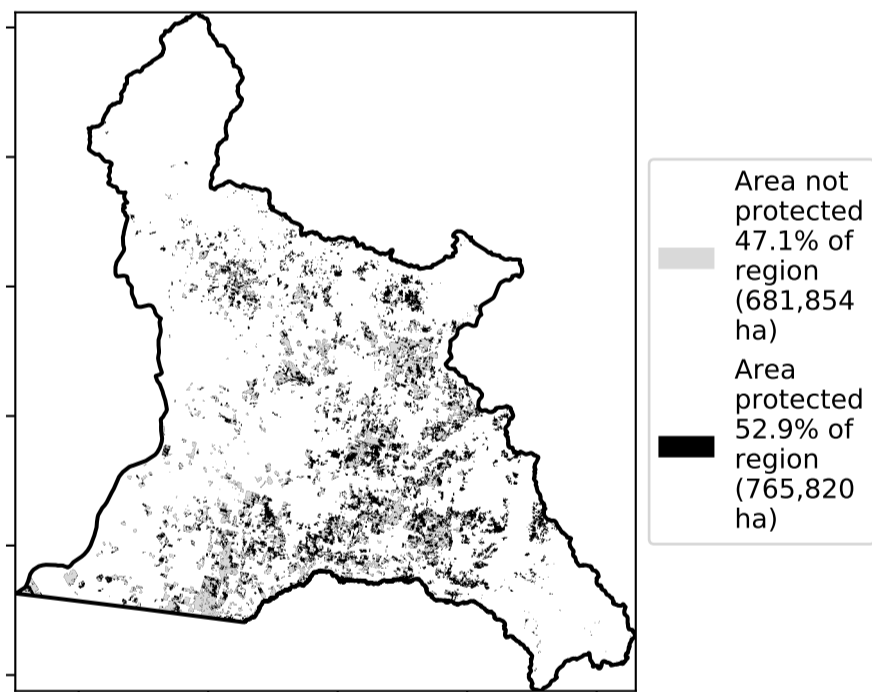 Area not
protected
47.1% of
region
(681,854
ha)
Area
protected
52.9% of
region
(765,820
ha)